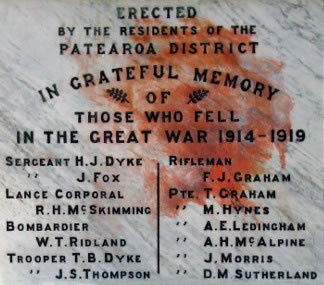 ERECTED
BY THE RESIDENTS OF THE
PATEAROA DISTRICT
IN GRATEFUL MEMORY
OF
THOSE WHO FELL
IN THE GREAT WAR 1914-1919
SERGEANT H.J. DYKE
" J. FOX
LANCE CORPORAL
R.H. McSKIMMING
BOMBARDIER
W.T. RIDLAND
TROOPER T.B. DYKE
" J.S. THOMPSON
RIFLEMAN
F.J. GRAHAM
PTE. T. GRAHAM
" M. HYNES
" A.E. LEDINGHAM
" A.H. McALPINE
" J. MORRIS
" D.M. SUTHERLAND